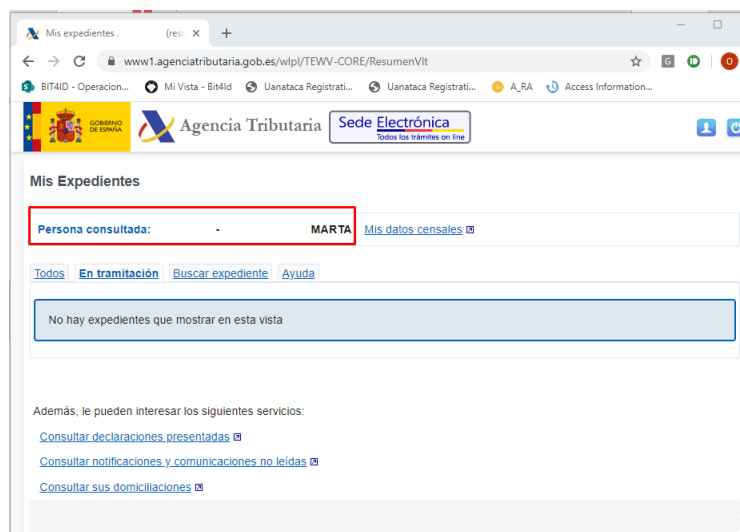 Mis expedientes . (resu
www1.agenciatributaria.gob.es/wlpl/TEWV-CORE/ResumenVlt
BIT4ID - Operacion... Mi Vista - Bit4Id Uanataca Registrati... Uanataca Registrati... A_RA Access Information...
GOBIERNO
DE ESPAÑA
Agencia Tributaria
Sede Electrónica
Todos los trámites on line
Mis Expedientes
Persona consultada: - MARTA Mis datos censales
Todos En tramitación Buscar expediente Ayuda
No hay expedientes que mostrar en esta vista
Además, le pueden interesar los siguientes servicios:
Consultar declaraciones presentadas
Consultar notificaciones y comunicaciones no leídas
Consultar sus domiciliaciones